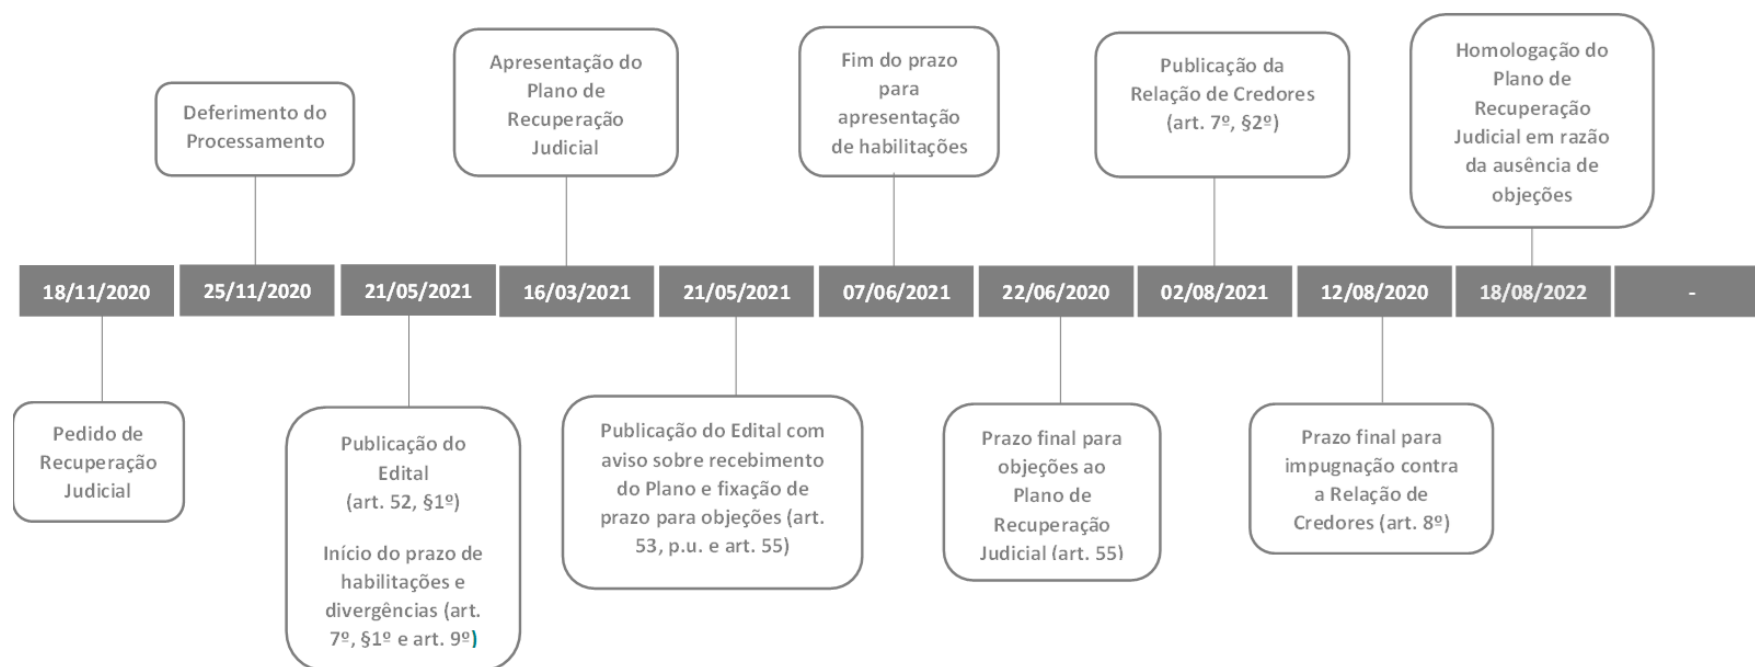 Deferimento do
Processamento
Apresentação do
Plano de
Recuperação
Judicial
Fim do prazo
para
apresentação
de habilitações
Publicação da
Relação de Credores
(art. 7º, §2º)
Homologação do
Plano de
Recuperação
Judicial em razão
da ausência de
objeções
18/11/2020
25/11/2020
21/05/2021
16/03/2021
21/05/2021
07/06/2021
22/06/2020
02/08/2021
12/08/2020
18/08/2022
-
Pedido de
Recuperação
Judicial
Publicação do
Edital
(art. 52, §1º)
Início do prazo de
habilitações e
divergências (art.
7º, §1º e art. 9º)
Publicação do Edital com
aviso sobre recebimento
do Plano e fixação de
prazo para objeções (art.
53, p.u. e art. 55)
Prazo final para
objeções ao
Plano de
Recuperação
Judicial (art. 55)
Prazo final para
impugnação contra
a Relação de
Credores (art. 8º)